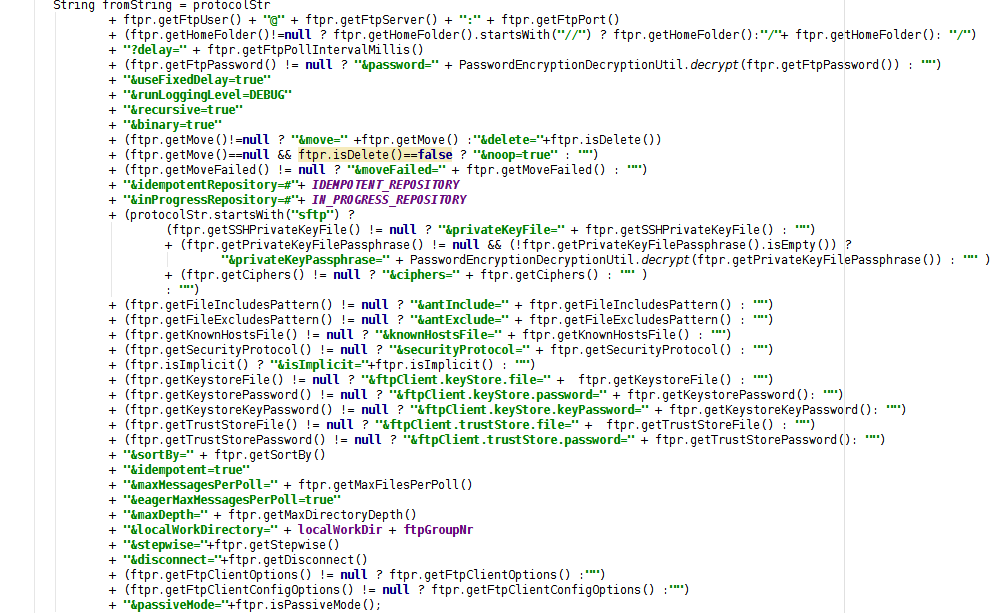 String fromString = protocolStr
+ ftpr.getFtpUser() + "@" + ftpr.getFtpServer() + ":" + ftpr.getFtpPort()
+ (ftpr.getHomeFolder()!=null ? ftpr.getHomeFolder().startsWith("//") ? ftpr.getHomeFolder():"/"+ ftpr.getHomeFolder(): "/")
+ "?delay=" + ftpr.getFtpPollIntervalMillis()
+ (ftpr.getFtpPassword() != null ? "&password=" + PasswordEncryptionDecryptionUtil.decrypt(ftpr.getFtpPassword()) : "")
+ "&useFixedDelay=true"
+ "&runLoggingLevel=DEBUG"
+ "&recursive=true"
+ "&binary=true"
+ (ftpr.getMove()!=null ? "&move=" +ftpr.getMove() :"&delete="+ftpr.isDelete())
+ (ftpr.getMove()==null && ftpr.isDelete()==false ? "&noop=true" : "")
+ (ftpr.getMoveFailed() != null ? "&moveFailed=" + ftpr.getMoveFailed() : "")
+ "&idempotentRepository=#"+ IDEMPOTENT_REPOSITORY
+ "&inProgressRepository=#"+ IN_PROGRESS_REPOSITORY
+ (protocolStr.startsWith("sftp") ?
(ftpr.getSSHPrivateKeyFile() != null ? "&privateKeyFile=" + ftpr.getSSHPrivateKeyFile() : "")
+ (ftpr.getPrivateKeyFilePassphrase() != null && (!ftpr.getPrivateKeyFilePassphrase().isEmpty()) ?
"&privateKeyPassphrase=" + PasswordEncryptionDecryptionUtil.decrypt(ftpr.getPrivateKeyFilePassphrase()) : "" )
+ (ftpr.getCiphers() != null ? "&ciphers=" + ftpr.getCiphers() : "" )
: "")
+ (ftpr.getFileIncludesPattern() != null ? "&antInclude=" + ftpr.getFileIncludesPattern() : "")
+ (ftpr.getFileExcludesPattern() != null ? "&antExclude=" + ftpr.getFileExcludesPattern() : "")
+ (ftpr.getKnownHostsFile() != null ? "&knownHostsFile=" + ftpr.getKnownHostsFile() : "")
+ (ftpr.getSecurityProtocol() != null ? "&securityProtocol=" + ftpr.getSecurityProtocol() : "")
+ (ftpr.isImplicit() ? "&isImplicit="+ftpr.isImplicit() : "")
+ (ftpr.getKeystoreFile() != null ? "&ftpClient.keyStore.file=" +  ftpr.getKeystoreFile() : "")
+ (ftpr.getKeystorePassword() != null ? "&ftpClient.keyStore.password=" + ftpr.getKeystorePassword(): "")
+ (ftpr.getKeystoreKeyPassword() != null ? "&ftpClient.keyStore.keyPassword=" + ftpr.getKeystoreKeyPassword(): "")
+ (ftpr.getTrustStoreFile() != null ? "&ftpClient.trustStore.file=" +  ftpr.getTrustStoreFile() : "")
+ (ftpr.getTrustStorePassword() != null ? "&ftpClient.trustStore.password=" + ftpr.getTrustStorePassword(): "")
+ "&sortBy=" + ftpr.getSortBy()
+ "&idempotent=true"
+ "&maxMessagesPerPoll=" + ftpr.getMaxFilesPerPoll()
+ "&eagerMaxMessagesPerPoll=true"
+ "&maxDepth=" + ftpr.getMaxDirectoryDepth()
+ "&localWorkDirectory=" + localWorkDir + ftpGroupNr
+ "&stepwise="+ftpr.getStepwise()
+ "&disconnect="+ftpr.getDisconnect()
+ (ftpr.getFtpClientOptions() != null ? ftpr.getFtpClientOptions() :"")
+ (ftpr.getFtpClientConfigOptions() != null ? ftpr.getFtpClientConfigOptions() :"")
+ "&passiveMode="+ftpr.isPassiveMode();